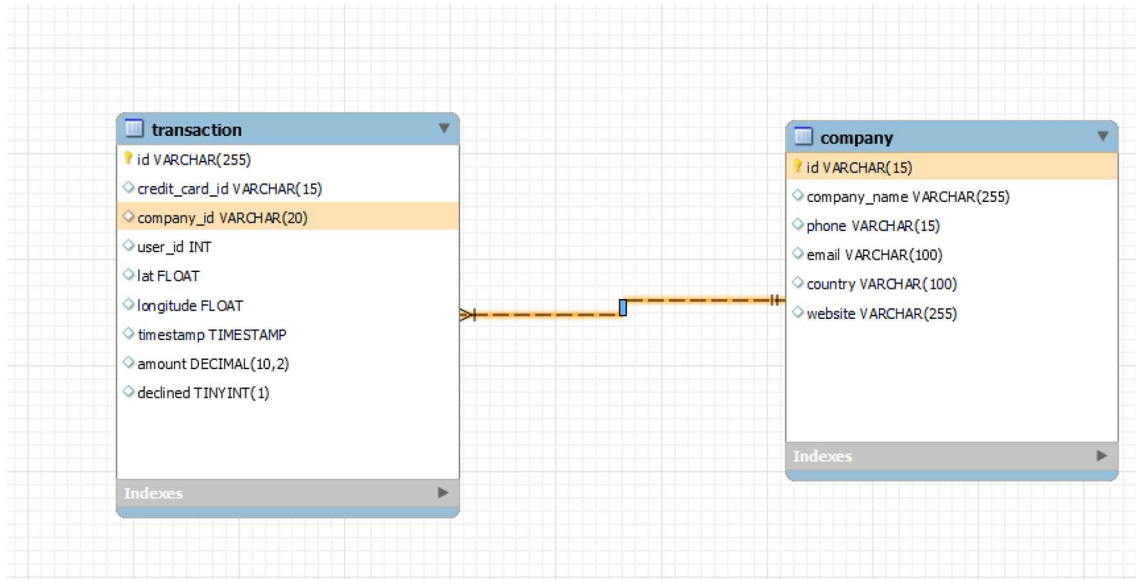 transaction
id VARCHAR(255)
credit_card_id VARCHAR(15)
company_id VARCHAR(20)
user_id INT
lat FLOAT
longitude FLOAT
timestamp TIMESTAMP
amount DECIMAL(10,2)
declined TINYINT(1)
Indexes
company
id VARCHAR(15)
company_name VARCHAR(255)
phone VARCHAR(15)
email VARCHAR(100)
country VARCHAR(100)
website VARCHAR(255)
Indexes